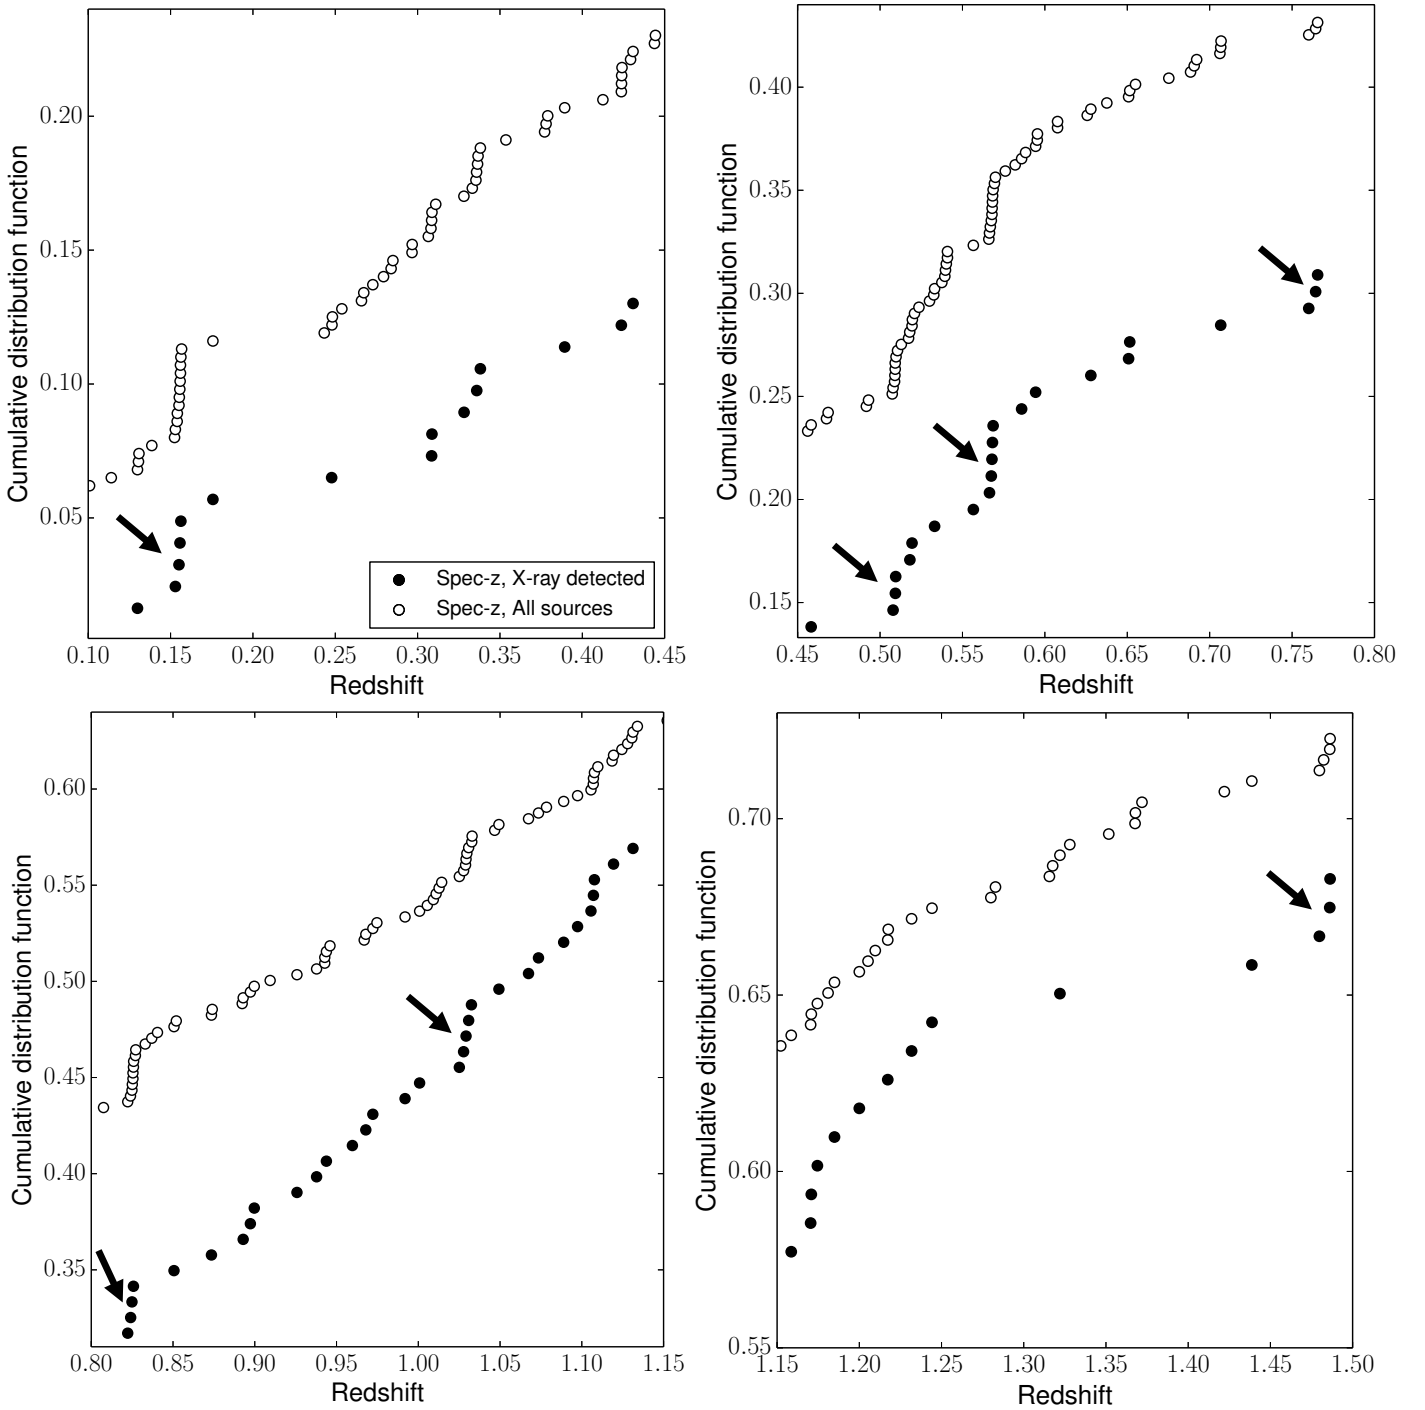 Cumulative distribution function
0.20
0.15
0.10
0.05
Spec-z, X-ray detected
Spec-z, All sources
0.10 0.15 0.20 0.25 0.30 0.35 0.40 0.45
Redshift
Cumulative distribution function
0.40
0.35
0.30
0.25
0.20
0.15
0.45 0.50 0.55 0.60 0.65 0.70 0.75 0.80
Redshift
Cumulative distribution function
0.60
0.55
0.50
0.45
0.40
0.35
0.80 0.85 0.90 0.95 1.00 1.05 1.10 1.15
Redshift
Cumulative distribution function
0.70
0.65
0.60
0.55
1.15 1.20 1.25 1.30 1.35 1.40 1.45 1.50
Redshift